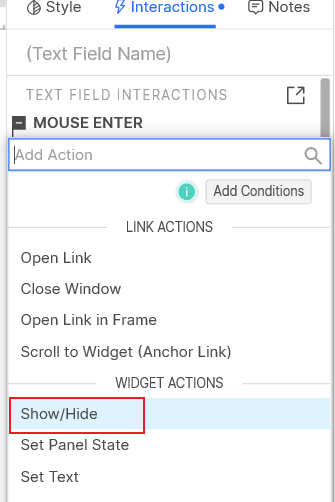 Style Interactions Notes
(Text Field Name)
TEXT FIELD INTERACTIONS
MOUSE ENTER
Add Action
i Add Conditions
LINK ACTIONS
Open Link
Close Window
Open Link in Frame
Scroll to Widget (Anchor Link)
WIDGET ACTIONS
Show/Hide
Set Panel State
Set Text